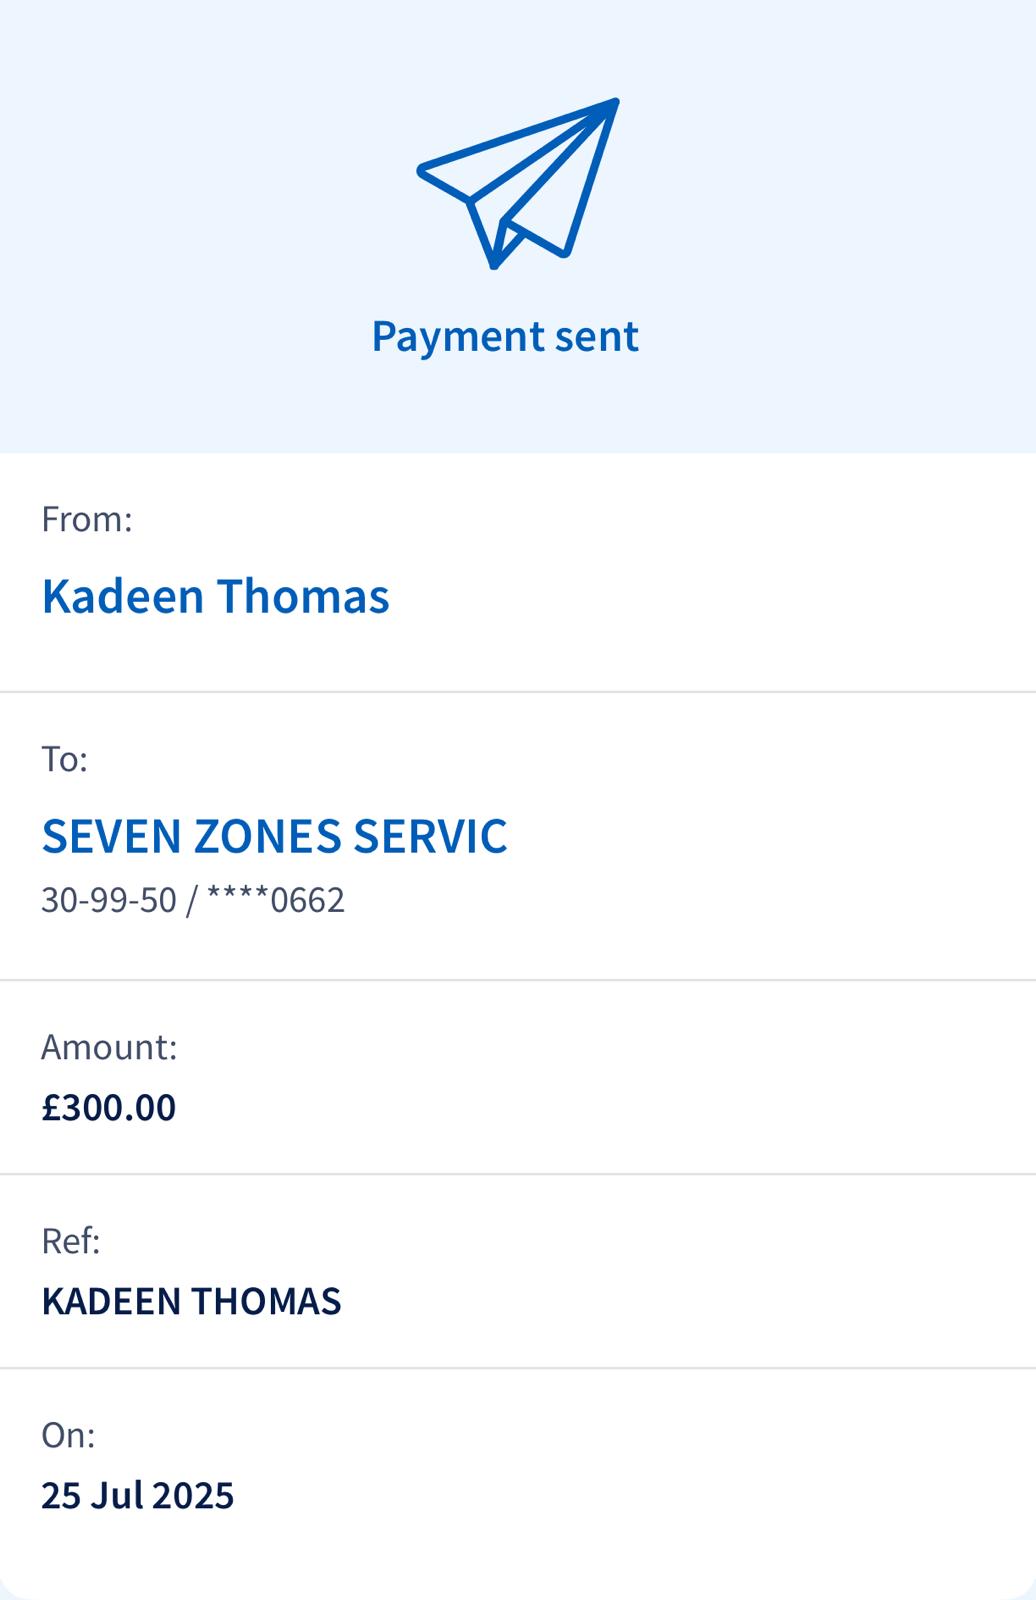 Payment sent
From:
Kadeen Thomas
To:
SEVEN ZONES SERVIC
30-99-50 / ****0662
Amount:
£300.00
Ref:
KADEEN THOMAS
On:
25 Jul 2025